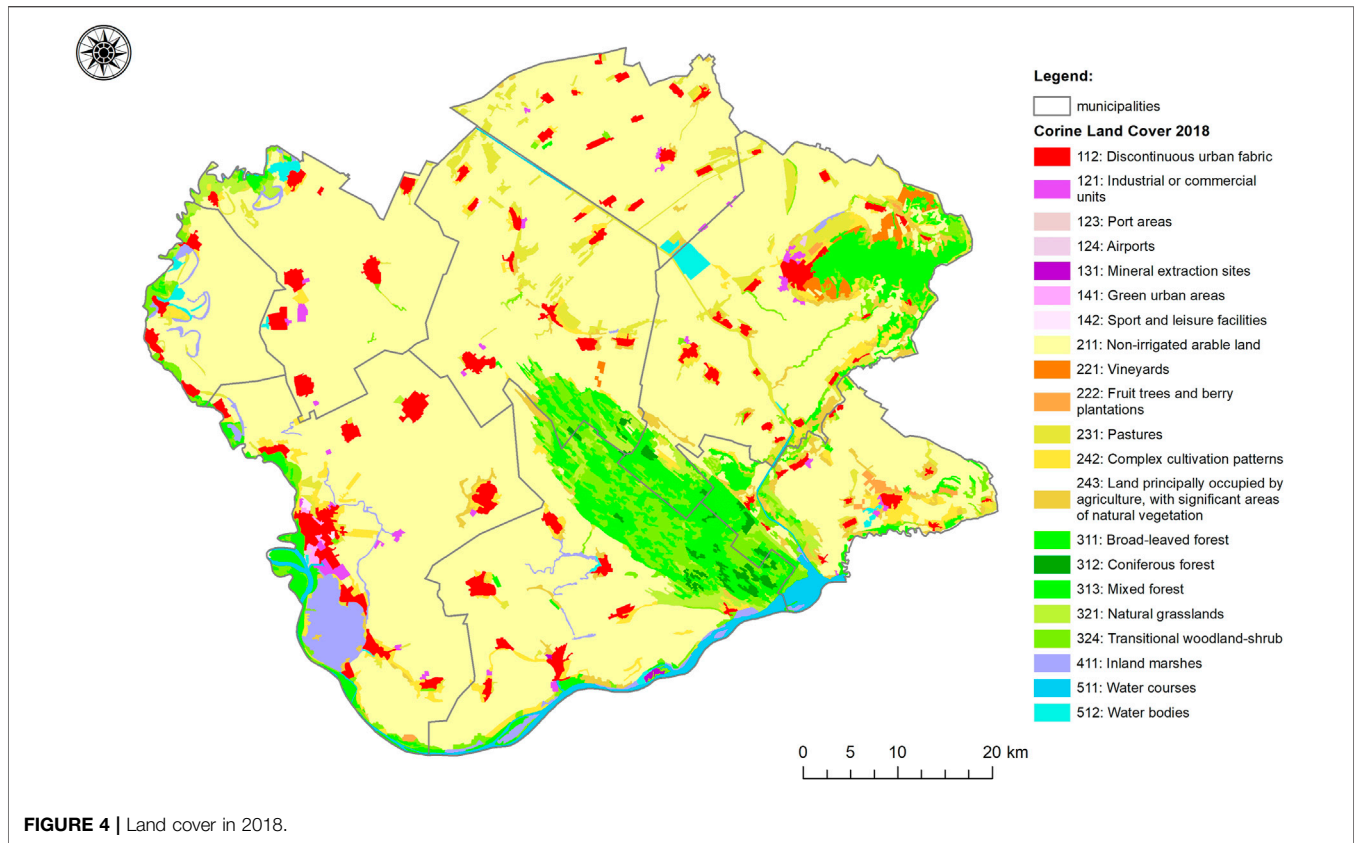 Legend:
municipalities
Corine Land Cover 2018
112: Discontinuous urban fabric
121: Industrial or commercial
units
123: Port areas
124: Airports
131: Mineral extraction sites
141: Green urban areas
142: Sport and leisure facilities
211: Non-irrigated arable land
221: Vineyards
222: Fruit trees and berry
plantations
231: Pastures
242: Complex cultivation patterns
243: Land principally occupied by
agriculture, with significant areas
of natural vegetation
311: Broad-leaved forest
312: Coniferous forest
313: Mixed forest
321: Natural grasslands
324: Transitional woodland-shrub
411: Inland marshes
511: Water courses
512: Water bodies
0 5 10 20 km
FIGURE 4 | Land cover in 2018.